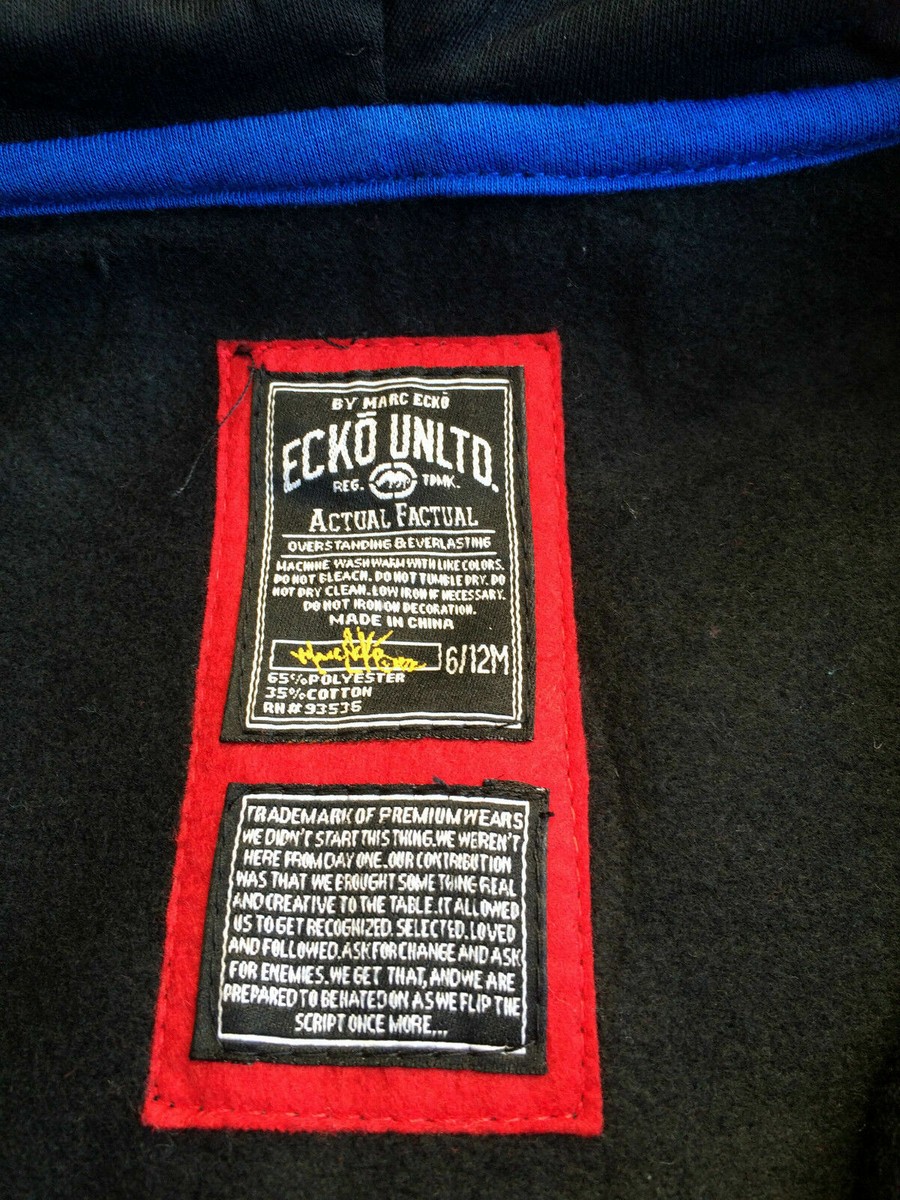 BY MARC ECKŌ
ECKŌ UNLTD.
REG. TDMK.
ACTUAL FACTUAL
OVERSTANDING & EVERLASTING
MACHINE WASH WARM WITH LIKE COLORS.
DO NOT BLEACH. DO NOT TUMBLE DRY. DO
NOT DRY CLEAN. LOW IRON IF NECESSARY.
DO NOT IRON ON DECORATION.
MADE IN CHINA
Marc Ecko
6/12M
65% POLYESTER
35% COTTON
RN# 93536
TRADEMARK OF PREMIUM WEARS
WE DIDN'T START THIS THING. WE WEREN'T
HERE FROM DAY ONE. OUR CONTRIBUTION
WAS THAT WE BROUGHT SOMETHING REAL
AND CREATIVE TO THE TABLE. IT ALLOWED
US TO GET RECOGNIZED. SELECTED. LOVED
AND FOLLOWED. ASK FOR CHANGE AND ASK
FOR ENEMIES. WE GET THAT, AND WE ARE
PREPARED TO BE HATED ON AS WE FLIP THE
SCRIPT ONCE MORE...